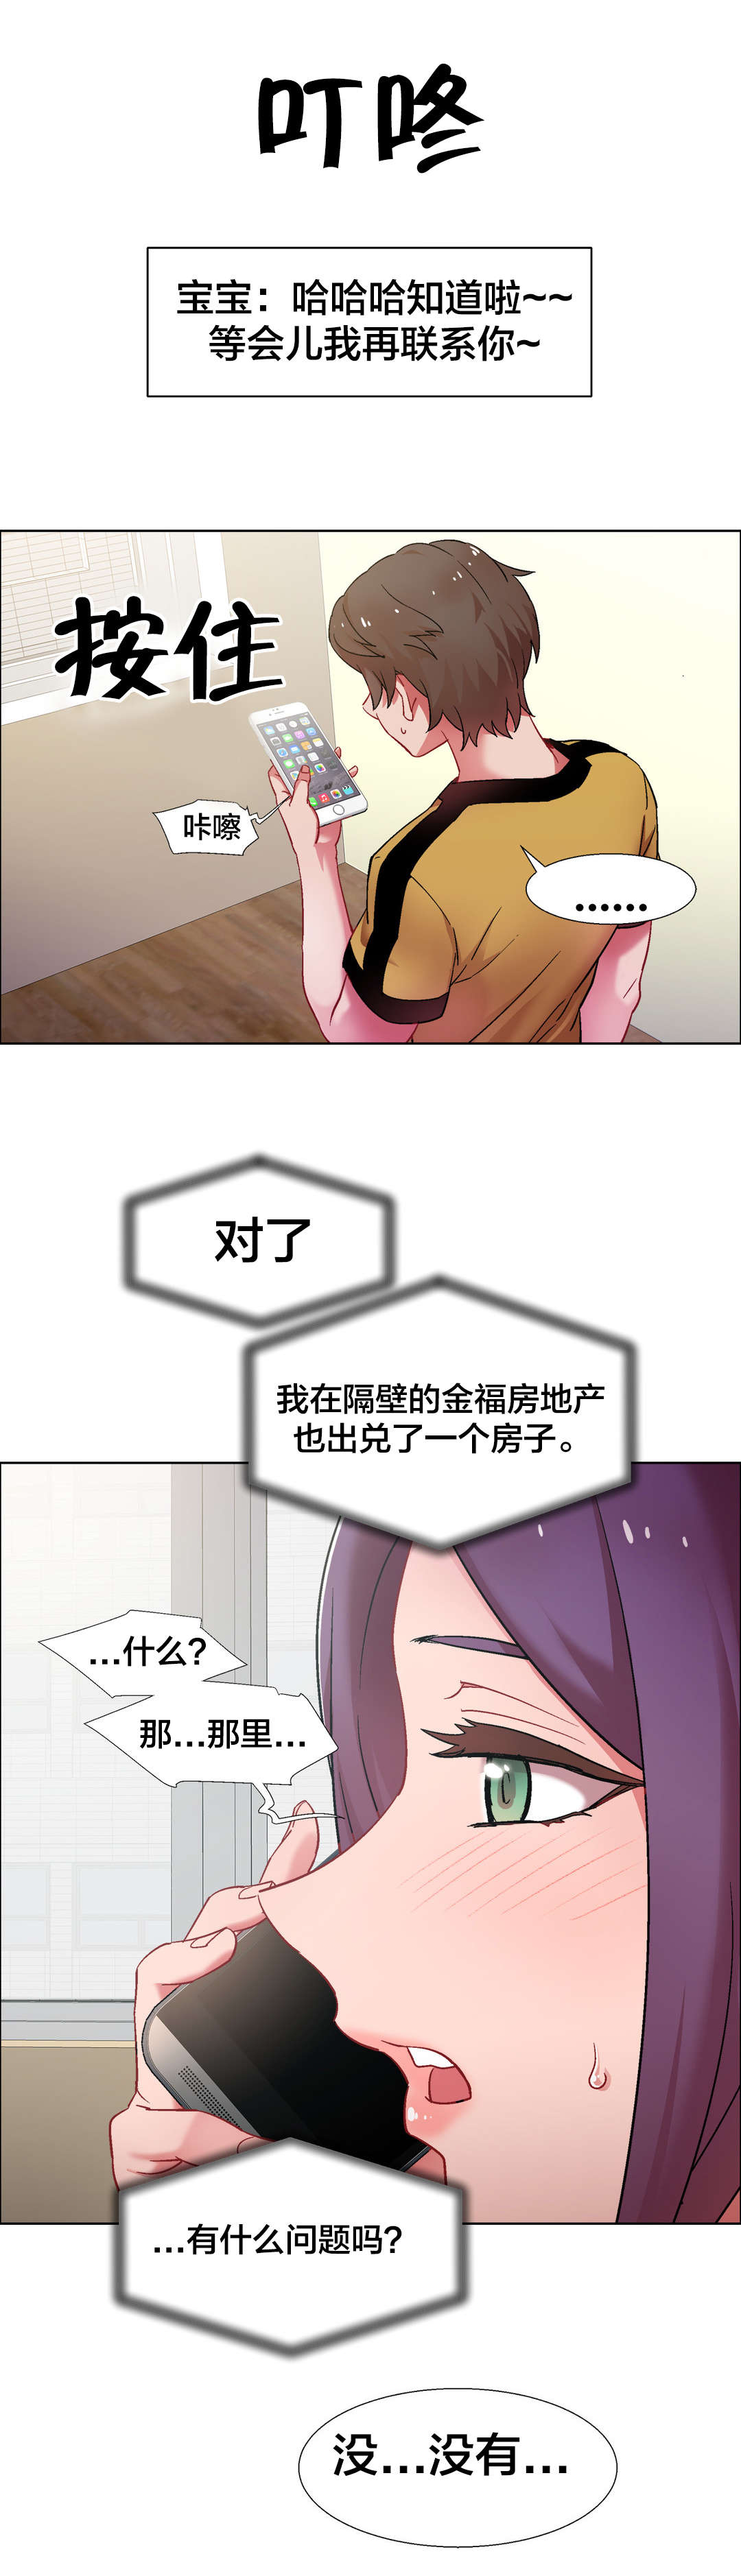 叮咚
宝宝：哈哈哈知道啦~~
等会儿我再联系你~
按住
咔嚓
......
对了
我在隔壁的金福房地产
也出兑了一个房子。
...什么?
那...那里...
...有什么问题吗?
没...没有...